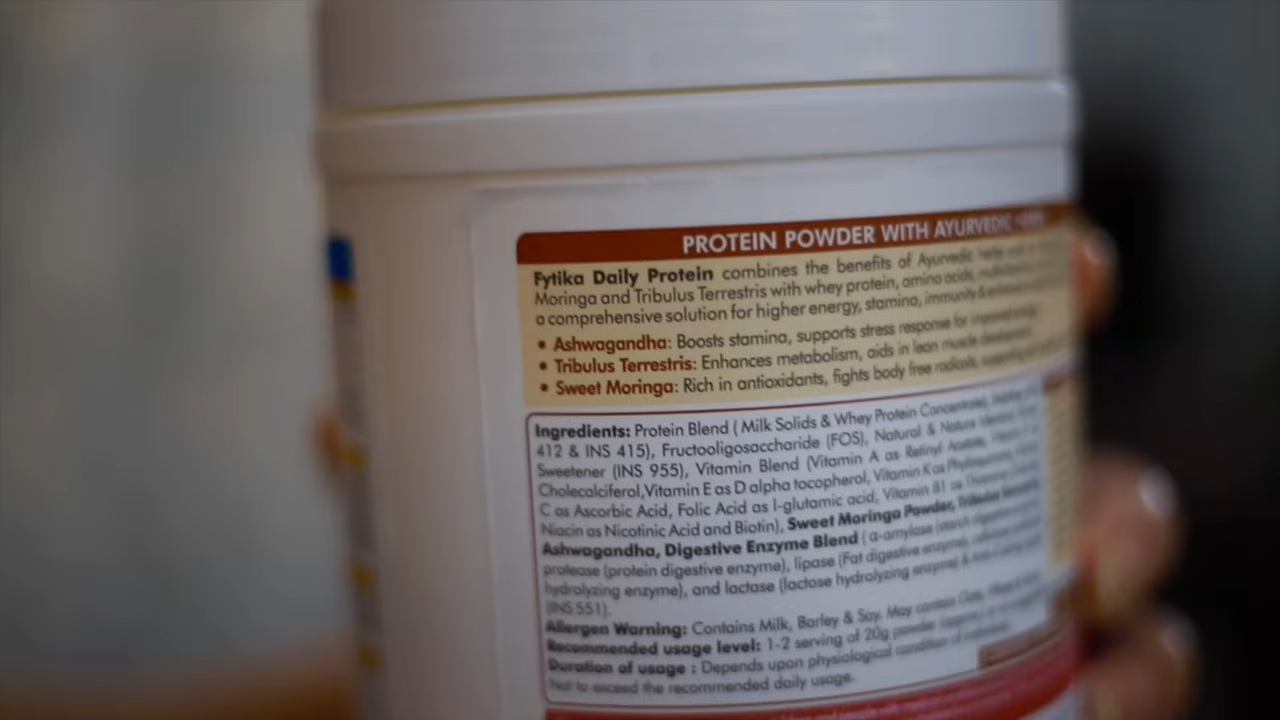 PROTEIN POWDER WITH AYURVEDIC
Fytika Daily Protein combines the benefits of Ayurvedic herbs
Moringa and Tribulus Terrestris with whey protein, amino acids,
a comprehensive solution for higher energy, stamina, immunity &
• Ashwagandha: Boosts stamina, supports stress response for improved
• Tribulus Terrestris: Enhances metabolism, aids in lean muscle development
• Sweet Moringa: Rich in antioxidants, fights body free radicals,
Ingredients: Protein Blend ( Milk Solids & Whey Protein Concentrate),
412 & INS 415), Fructooligosaccharide (FOS), Natural & Nature Identical
Sweetener (INS 955), Vitamin Blend (Vitamin A as Retinyl Acetate,
Cholecalciferol,Vitamin E as D alpha tocopherol, Vitamin K as
C as Ascorbic Acid, Folic Acid as l-glutamic acid, Vitamin B1 as
Niacin as Nicotinic Acid and Biotin), Sweet Moringa Powder, Tribulus
Ashwagandha, Digestive Enzyme Blend ( α-amylase (starch
protease (protein digestive enzyme), lipase (Fat digestive enzyme),
hydrolyzing enzyme), and lactase (lactose hydrolyzing enzyme)
(INS 551).
Allergen Warning: Contains Milk, Barley & Soy. May contain
Recommended usage level: 1-2 serving of 20g powder
Duration of usage : Depends upon physiological condition of
Not to exceed the recommended daily usage.